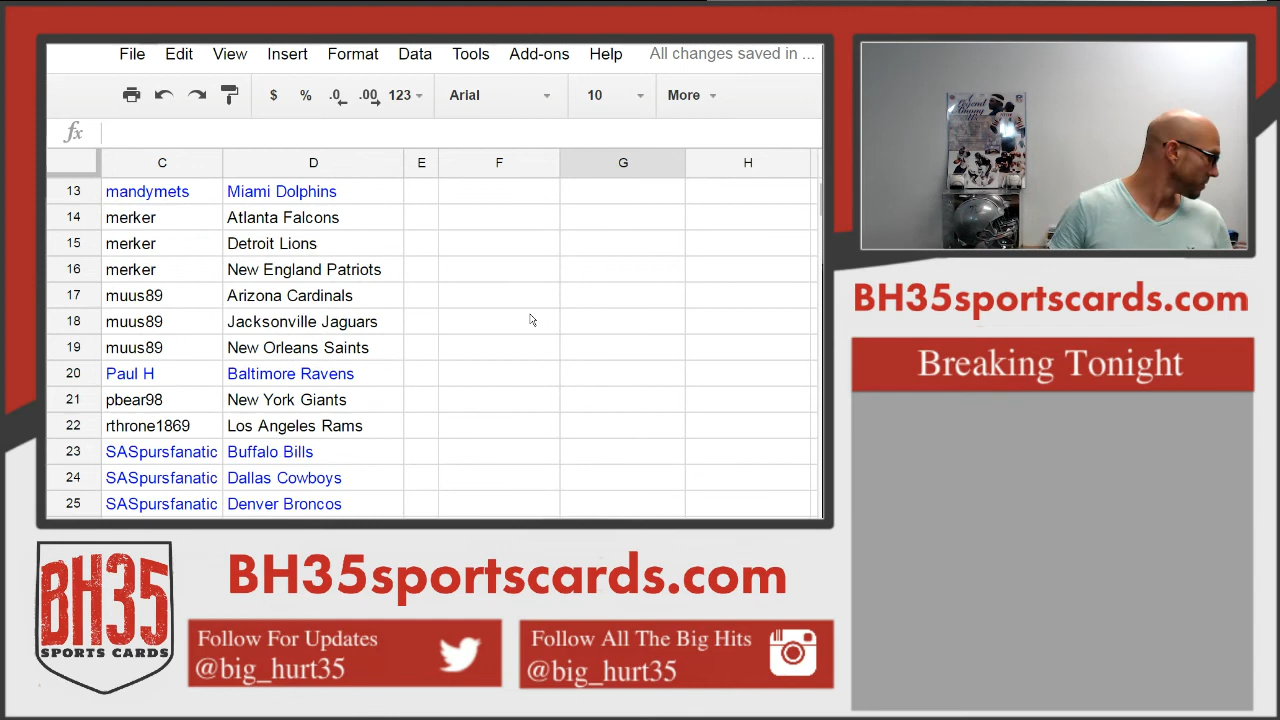 File Edit View Insert Format Data Tools Add-ons Help All changes saved in ...
$ % .0 .00 123 Arial 10 More
fx
C D E F G H
13 mandymets Miami Dolphins
14 merker Atlanta Falcons
15 merker Detroit Lions
16 merker New England Patriots
17 muus89 Arizona Cardinals
18 muus89 Jacksonville Jaguars
19 muus89 New Orleans Saints
20 Paul H Baltimore Ravens
21 pbear98 New York Giants
22 rthrone1869 Los Angeles Rams
23 SASpursfanatic Buffalo Bills
24 SASpursfanatic Dallas Cowboys
25 SASpursfanatic Denver Broncos
BH35sportscards.com
Breaking Tonight
BH35
SPORTS CARDS
BH35sportscards.com
Follow For Updates
@big_hurt35
Follow All The Big Hits
@big_hurt35